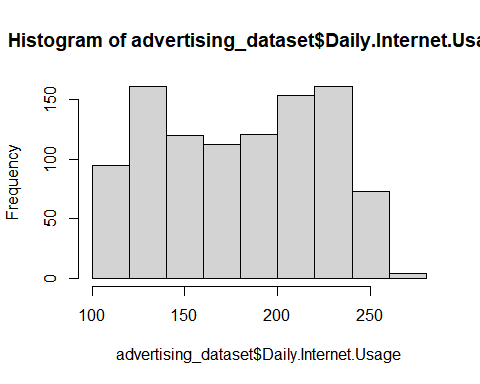 Histogram of advertising_dataset$Daily.Internet.Usa
Frequency
150
100
50
0
100 150 200 250
advertising_dataset$Daily.Internet.Usage